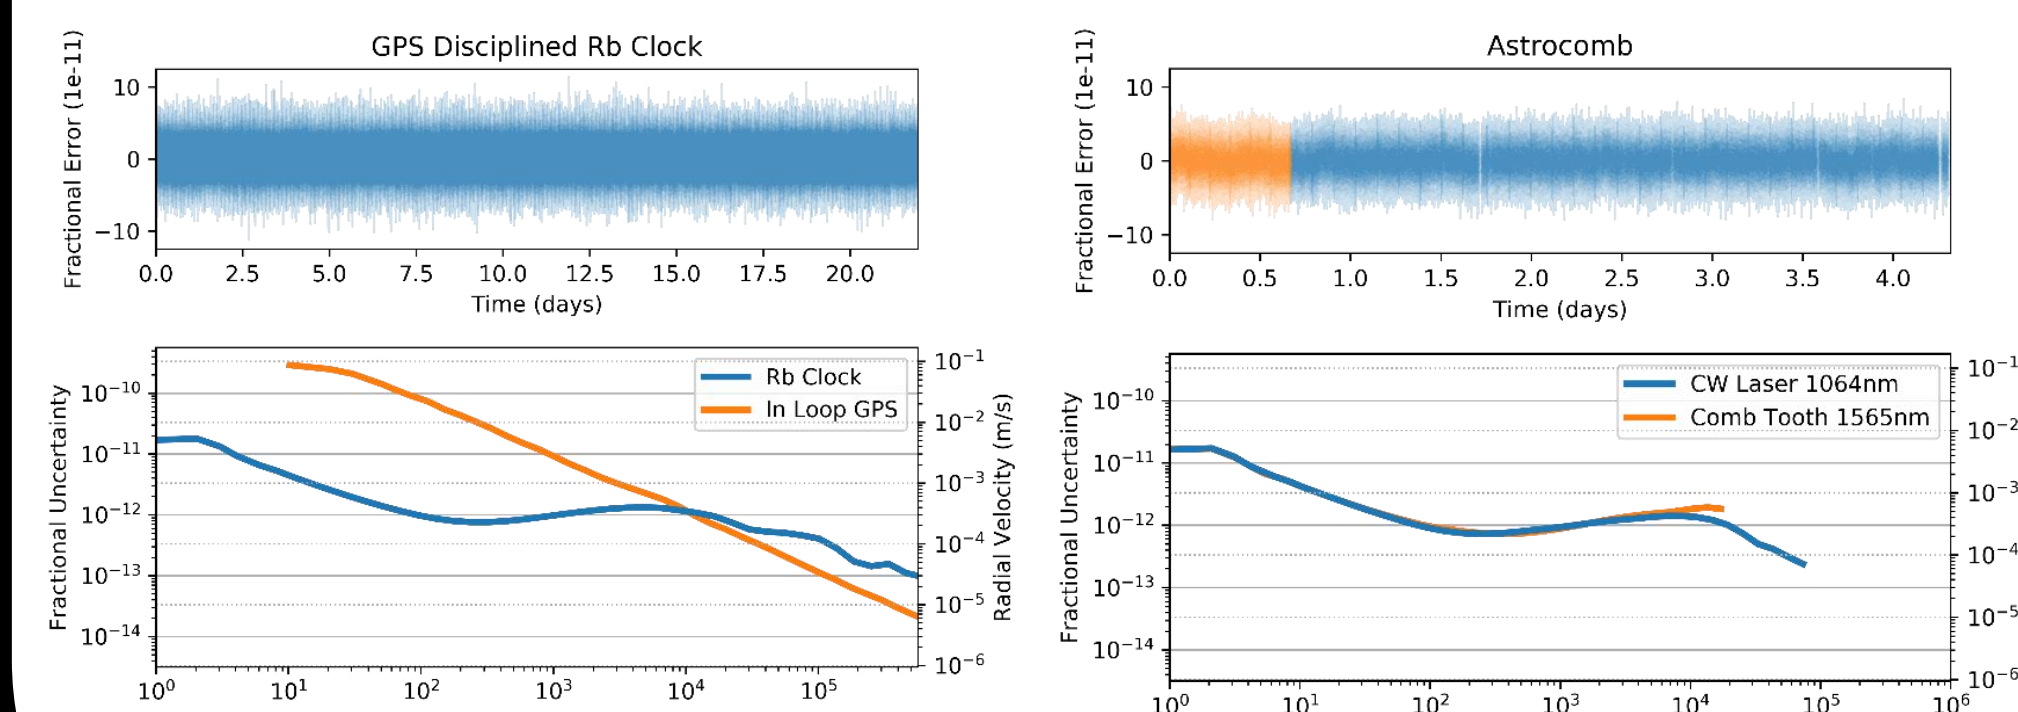 GPS Disciplined Rb Clock
Fractional Error (1e-11)
10
0
−10
0.0 2.5 5.0 7.5 10.0 12.5 15.0 17.5 20.0
Time (days)
Astrocomb
Fractional Error (1e-11)
10
0
−10
0.0 0.5 1.0 1.5 2.0 2.5 3.0 3.5 4.0
Time (days)
Fractional Uncertainty
10⁻¹⁰
10⁻¹¹
10⁻¹²
10⁻¹³
10⁻¹⁴
Rb Clock
In Loop GPS
10⁻¹
10⁻²
10⁻³
10⁻⁴
10⁻⁵
10⁻⁶
Radial Velocity (m/s)
10⁰ 10¹ 10² 10³ 10⁴ 10⁵
Fractional Uncertainty
10⁻¹⁰
10⁻¹¹
10⁻¹²
10⁻¹³
10⁻¹⁴
CW Laser 1064nm
Comb Tooth 1565nm
10⁻¹
10⁻²
10⁻³
10⁻⁴
10⁻⁵
10⁻⁶
10⁰ 10¹ 10² 10³ 10⁴ 10⁵ 10⁶